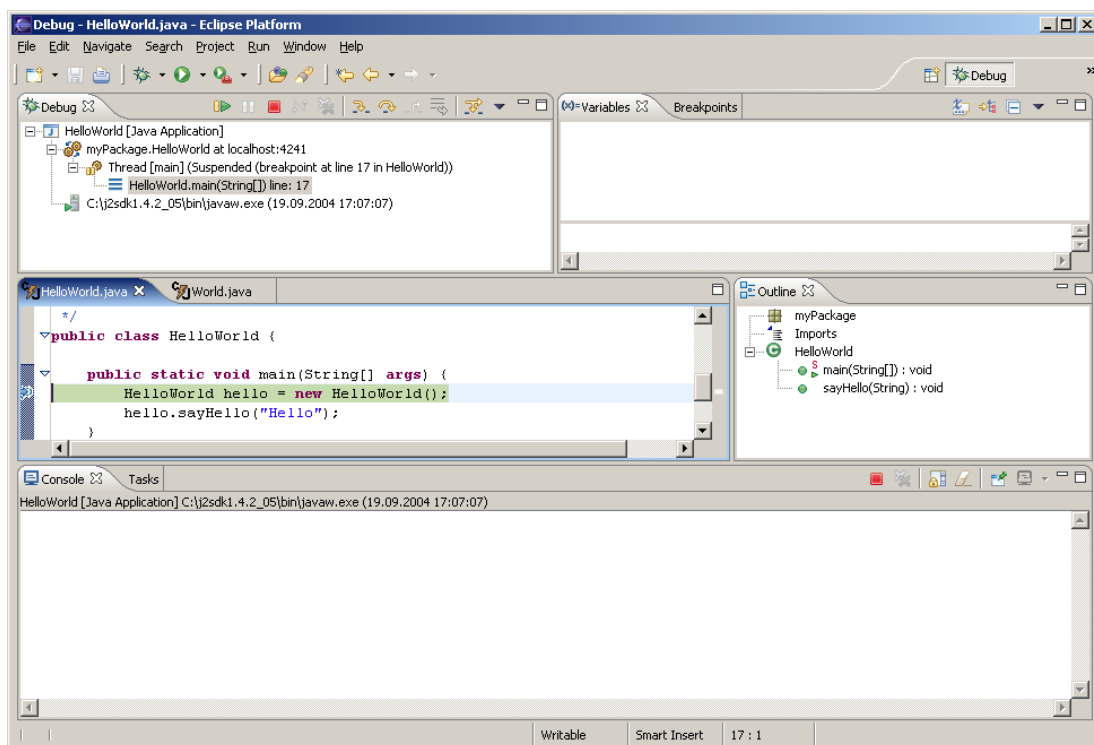 Debug - HelloWorld.java - Eclipse Platform
File Edit Navigate Search Project Run Window Help
Debug
Debug
HelloWorld [Java Application]
myPackage.HelloWorld at localhost:4241
Thread [main] (Suspended (breakpoint at line 17 in HelloWorld))
HelloWorld.main(String[]) line: 17
C:\j2sdk1.4.2_05\bin\javaw.exe (19.09.2004 17:07:07)
(x)= Variables Breakpoints
HelloWorld.java World.java
*/
public class HelloWorld {
public static void main(String[] args) {
HelloWorld hello = new HelloWorld();
hello.sayHello("Hello");
}
Outline
myPackage
Imports
HelloWorld
main(String[]) : void
sayHello(String) : void
Console Tasks
HelloWorld [Java Application] C:\j2sdk1.4.2_05\bin\javaw.exe (19.09.2004 17:07:07)
Writable Smart Insert 17 : 1